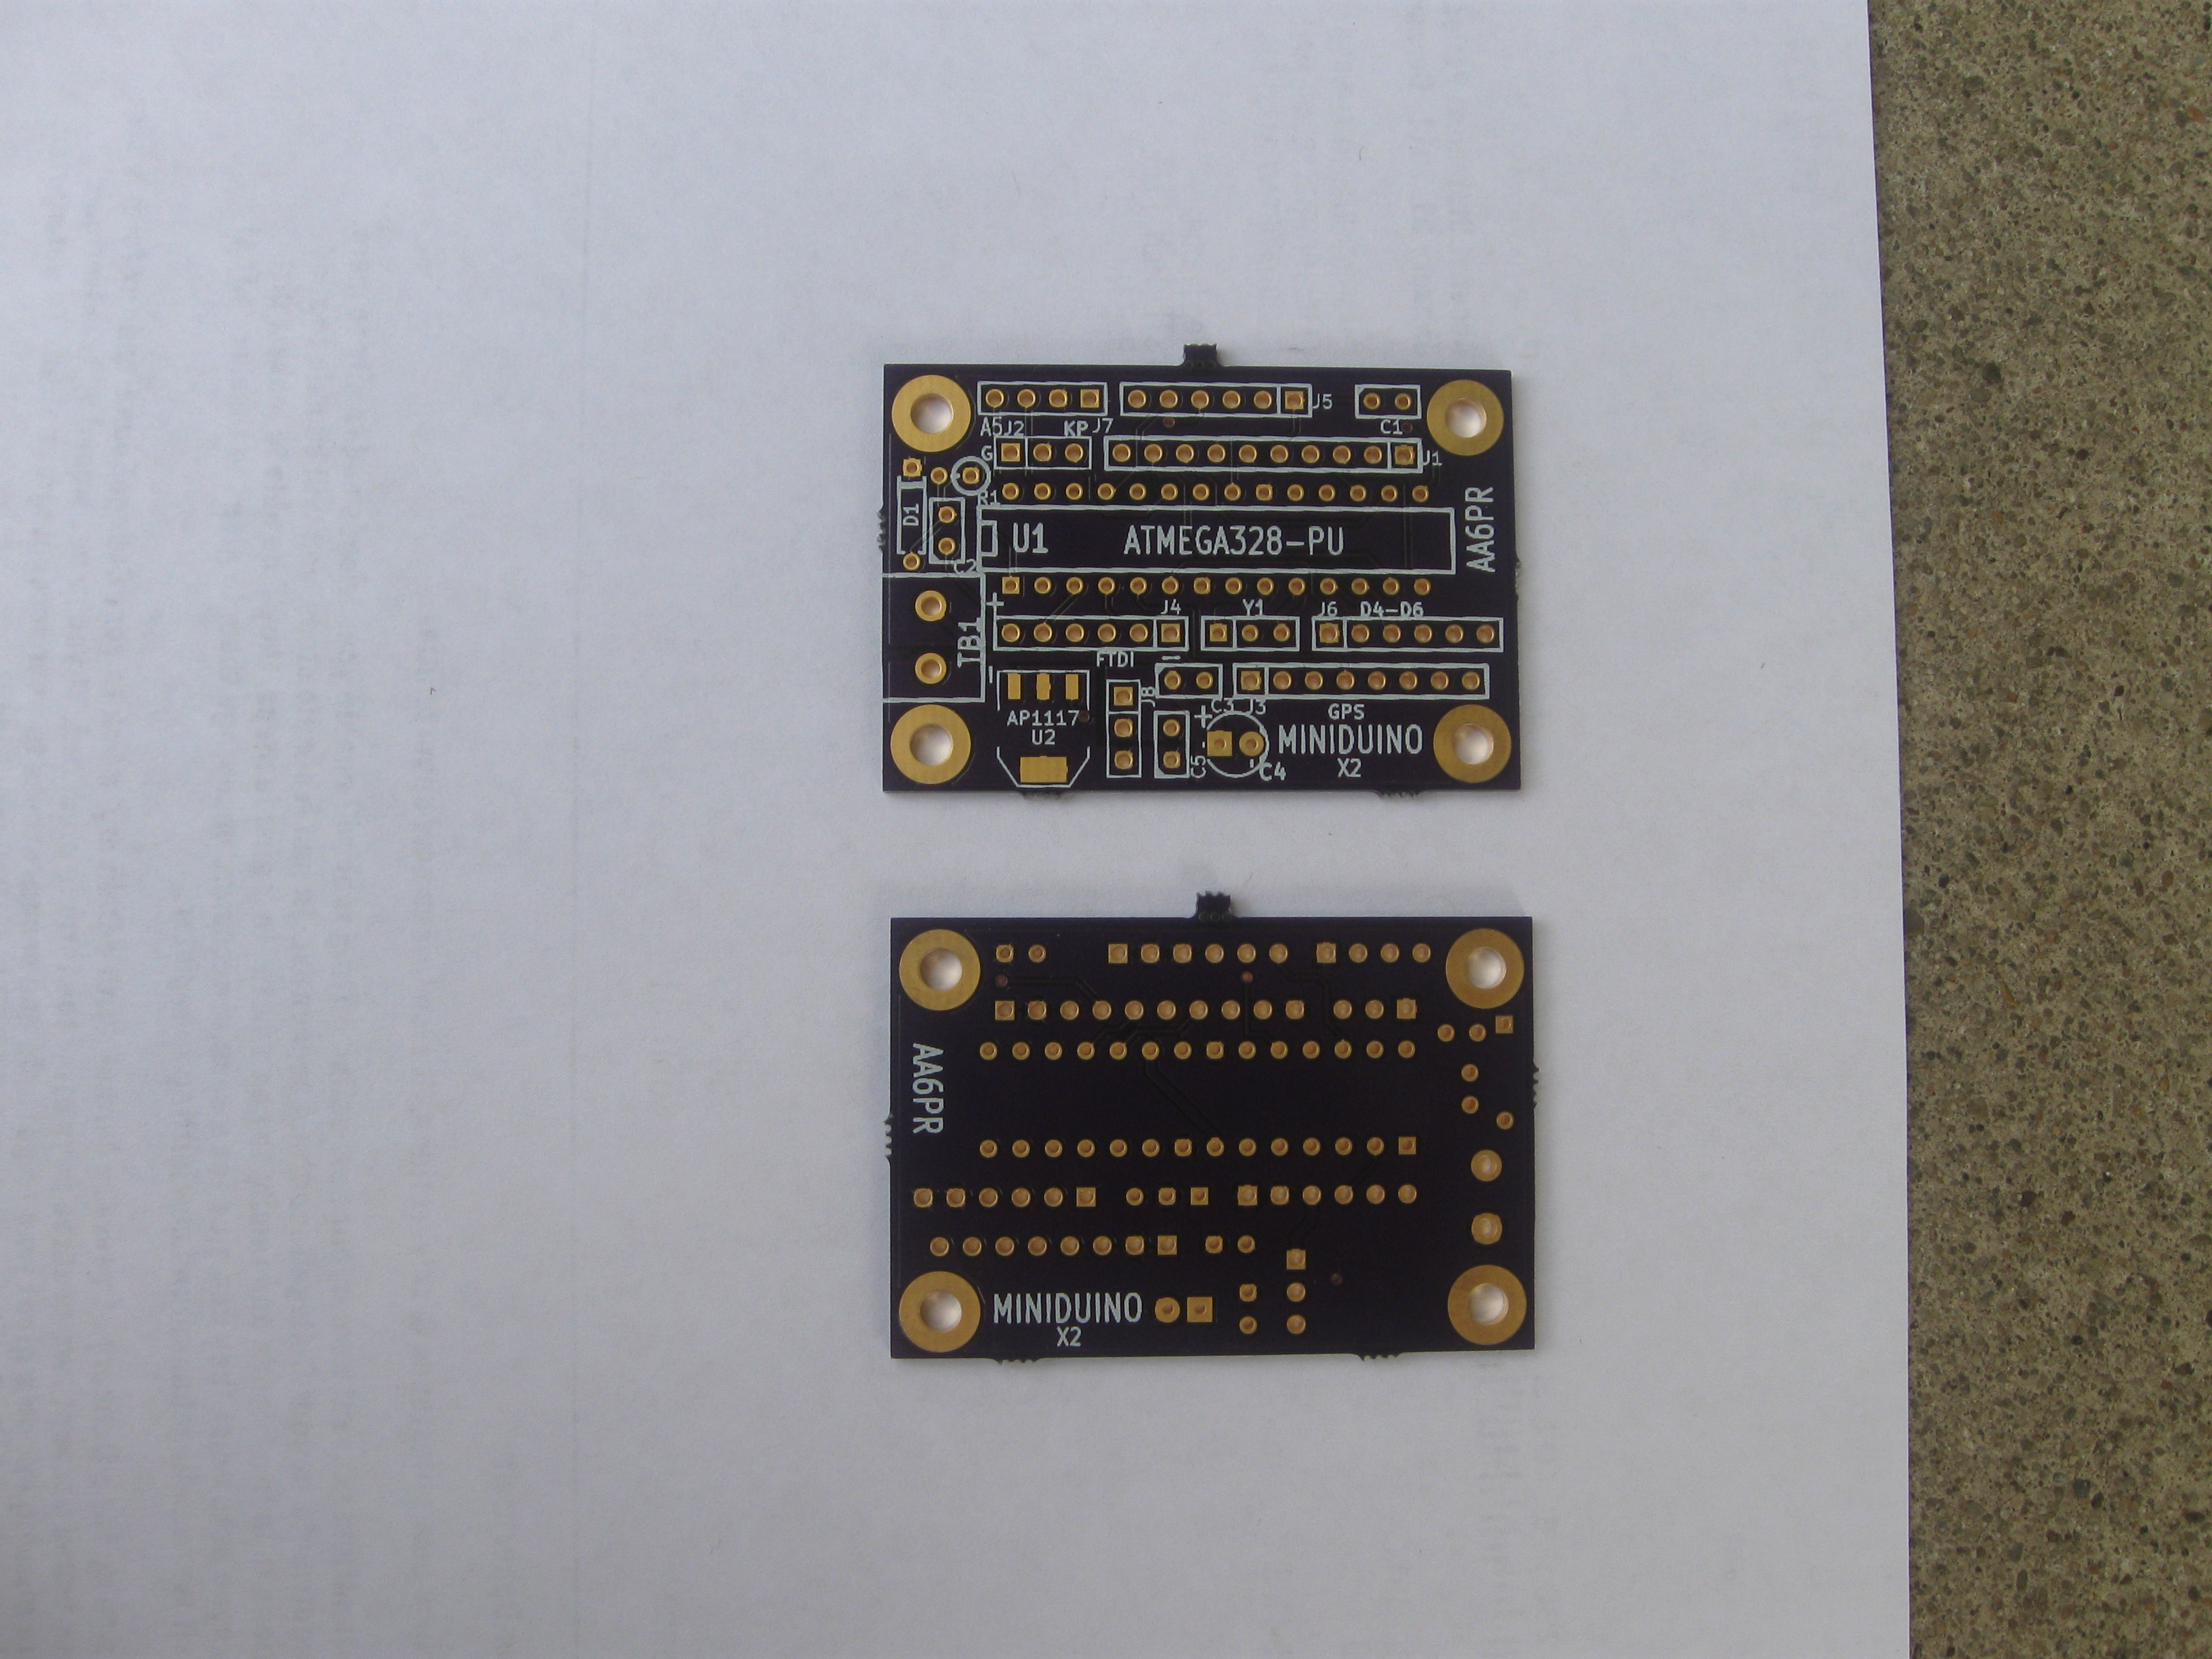 J5
C1
A5 J2 KP J7
G
J1
R1
D1
U1 ATMEGA328-PU
AA6PR
C2
+
J4 Y1 J6 D4-D6
TB1
FTDI
-
J8
C3 J3
GPS
AP1117
U2
+
MINIDUINO
X2
C5
C4
AA6PR
MINIDUINO
X2